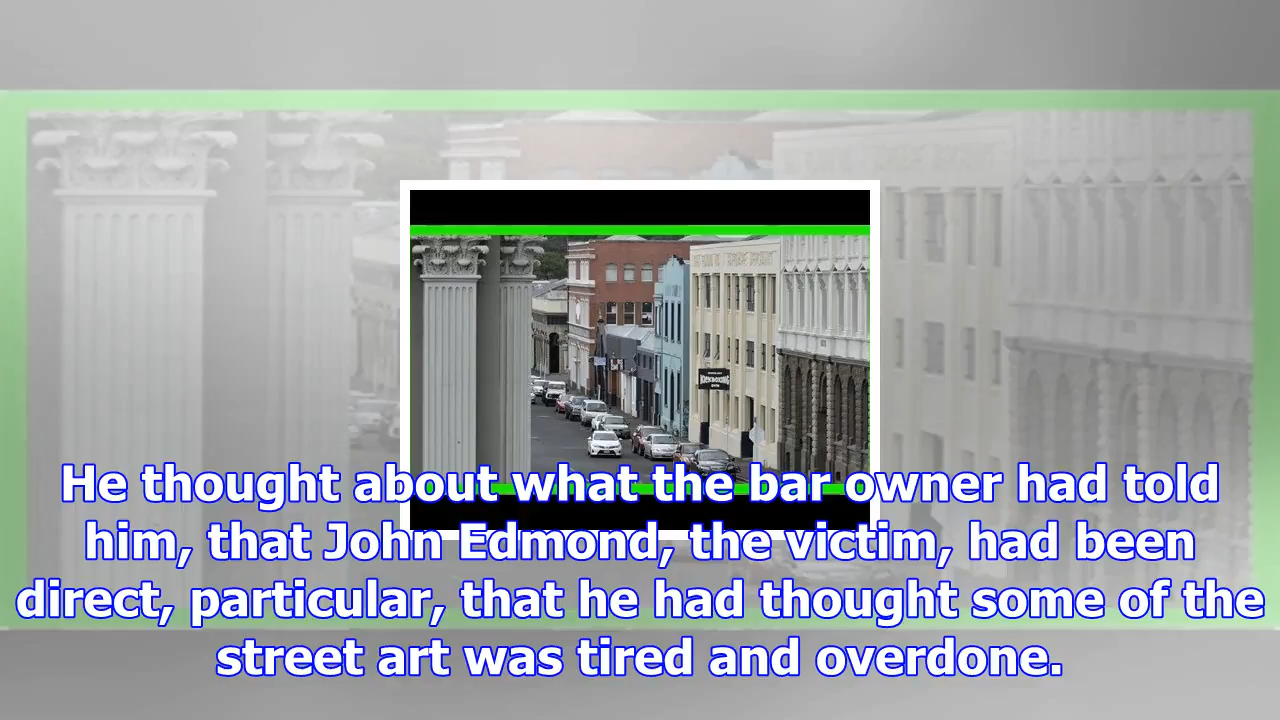 KICKBOXING
He thought about what the bar owner had told
him, that John Edmond, the victim, had been
direct, particular, that he had thought some of the
street art was tired and overdone.